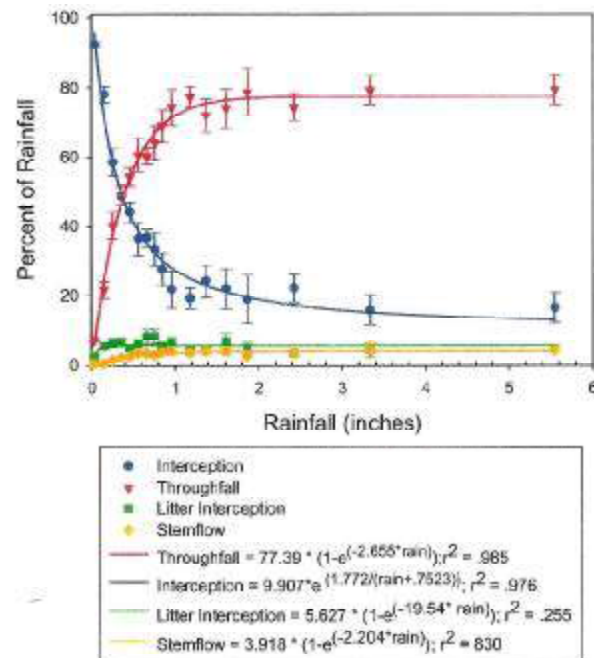 100
80
60
40
20
0
Percent of Rainfall
0 1 2 3 4 5 6
Rainfall (inches)
Interception
Throughfall
Litter Interception
Stemflow
Throughfall = 77.39 * (1-e(-2.655*rain));r2 = .985
Interception = 9.907*e(1.772/(rain+.7523)); r2 = .976
Litter Interception = 5.627 * (1-e(-19.54* rain)); r2 = .255
Stemflow = 3.918 * (1-e(-2.204*rain)); r2 = 830